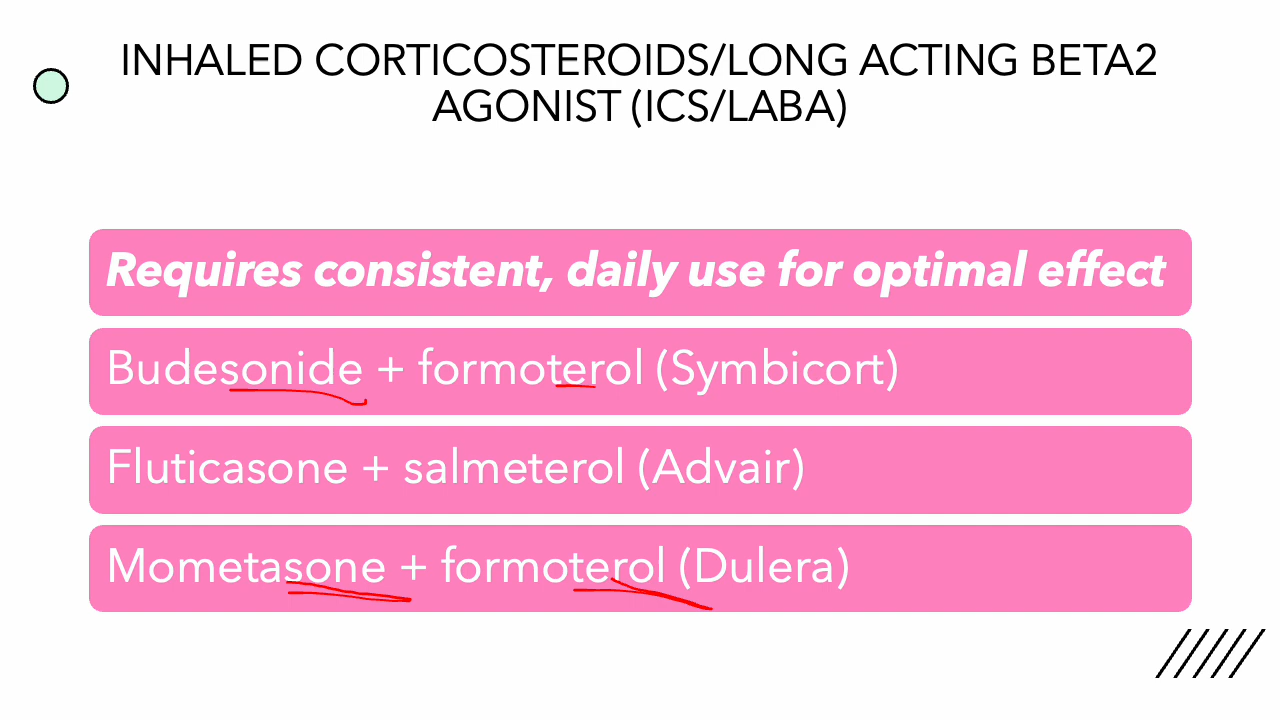 INHALED CORTICOSTEROIDS/LONG ACTING BETA2
AGONIST (ICS/LABA)
Requires consistent, daily use for optimal effect
Budesonide + formoterol (Symbicort)
Fluticasone + salmeterol (Advair)
Mometasone + formoterol (Dulera)